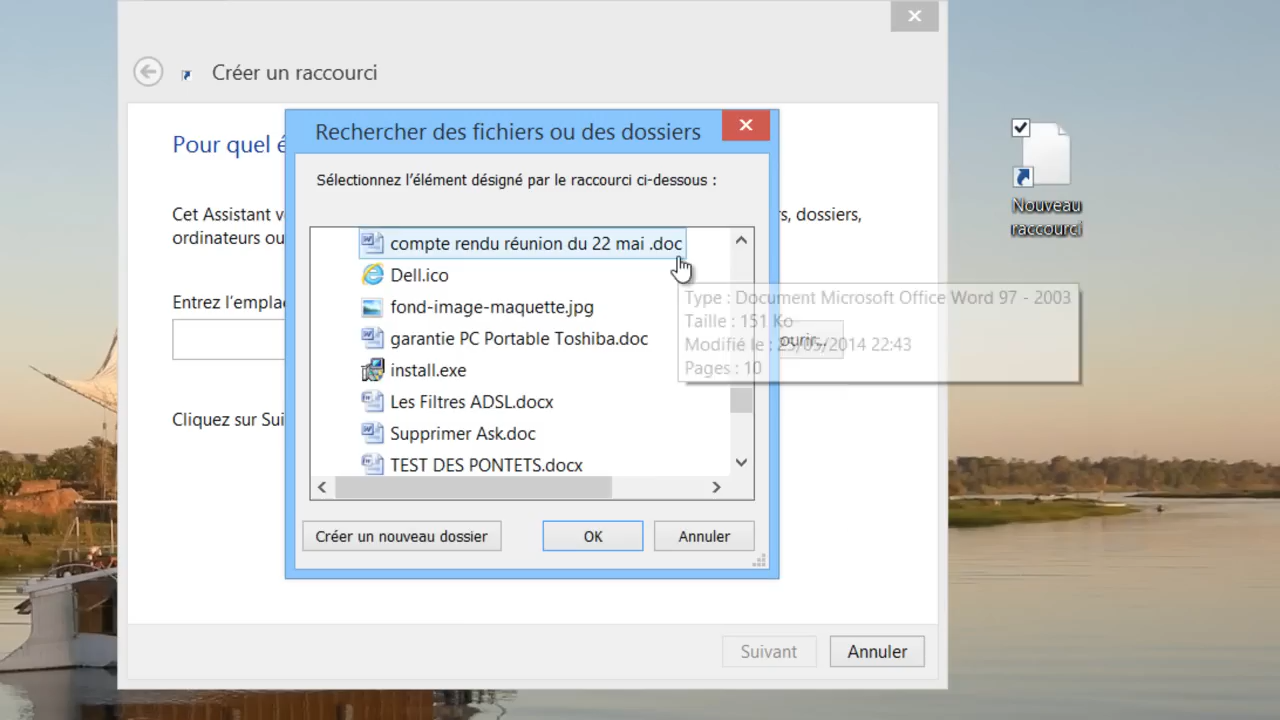 Créer un raccourci
Rechercher des fichiers ou des dossiers
Pour quel é
Sélectionnez l'élément désigné par le raccourci ci-dessous :
Cet Assistant v
s, dossiers,
ordinateurs ou
compte rendu réunion du 22 mai .doc
Dell.ico
fond-image-maquette.jpg
garantie PC Portable Toshiba.doc
install.exe
Les Filtres ADSL.docx
Supprimer Ask.doc
TEST DES PONTETS.docx
Entrez l'empla
Type : Document Microsoft Office Word 97 - 2003
Taille : 151 Ko
Modifié le : 25/05/2014 22:43
Pages : 10
ourir...
Cliquez sur Sui
Créer un nouveau dossier
OK
Annuler
Suivant
Annuler
Nouveau
raccourci